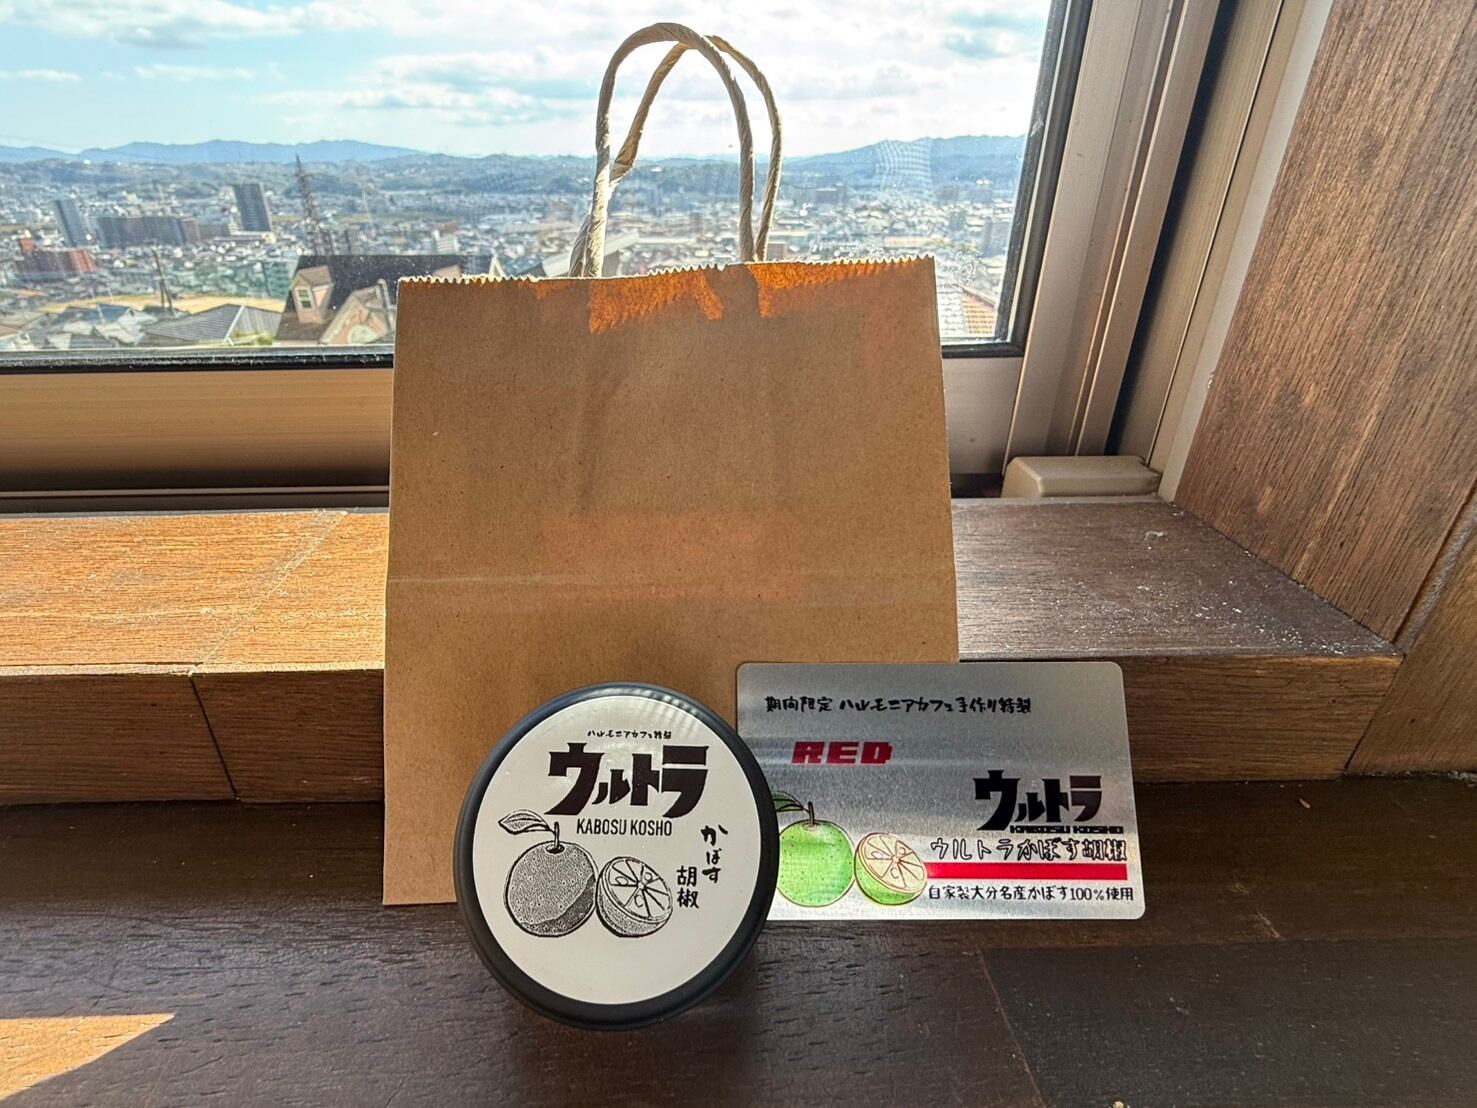 ハルモニアカフェ特製
ウルトラ
KABOSU KOSHO
かぼす
胡椒
期間限定 ハルモニアカフェ手作り特製
RED
ウルトラ
KABOSU KOSHO
ウルトラかぼす胡椒
自家製大分名産かぼす100%使用